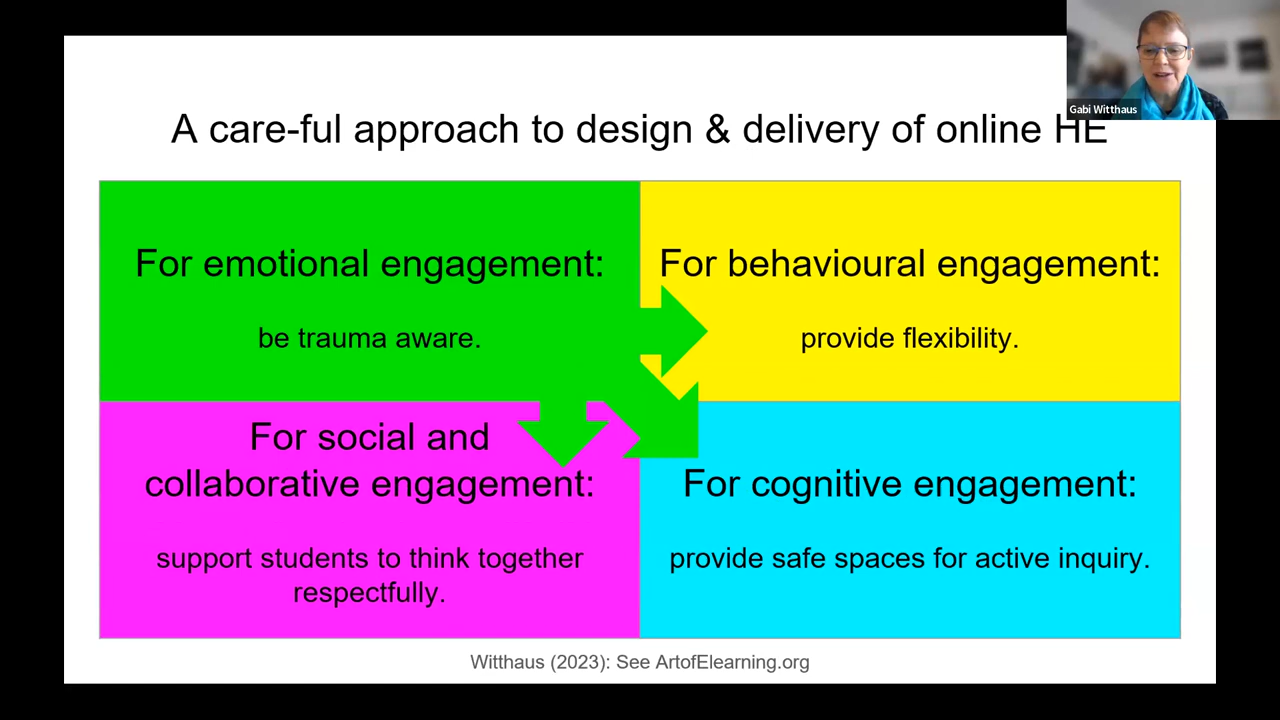 Gabi Witthaus
A care-ful approach to design & delivery of online HE
For emotional engagement:
be trauma aware.
For behavioural engagement:
provide flexibility.
For social and
collaborative engagement:
support students to think together
respectfully.
For cognitive engagement:
provide safe spaces for active inquiry.
Witthaus (2023): See ArtofElearning.org